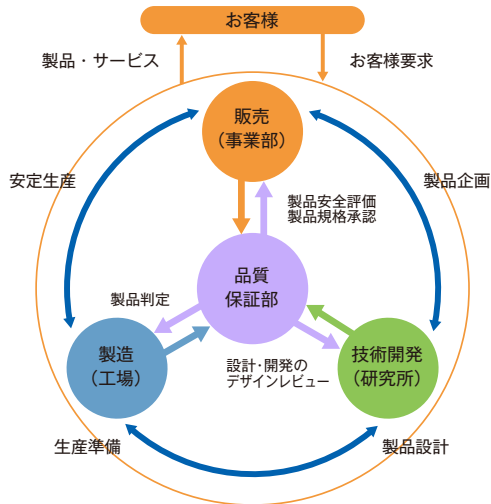 お客様
製品・サービス
お客様要求
販売
（事業部）
安定生産
製品企画
製品安全評価
製品規格承認
品質
保証部
製品判定
製造
（工場）
設計・開発の
デザインレビュー
技術開発
（研究所）
生産準備
製品設計